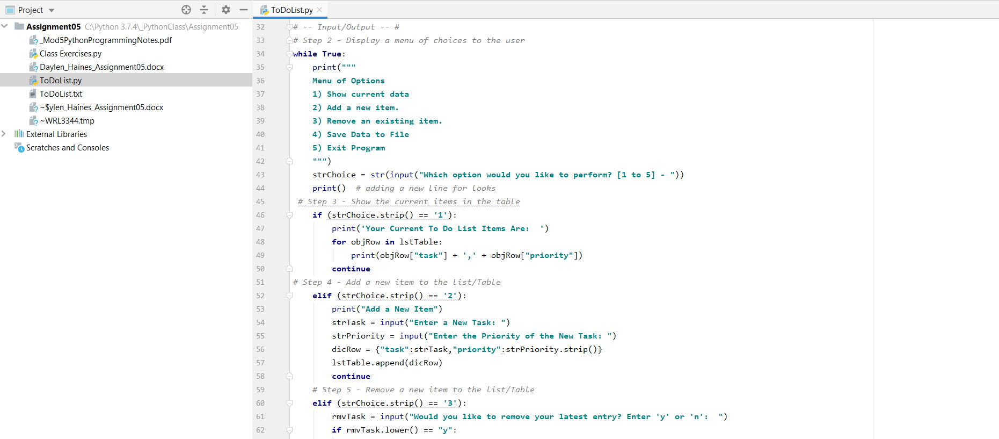 Project
Assignment05 C:\Python 3.7.4\_PythonClass\Assignment05
_Mod5PythonProgrammingNotes.pdf
Class Exercises.py
Daylen_Haines_Assignment05.docx
ToDoList.py
ToDoList.txt
~$ylen_Haines_Assignment05.docx
~WRL3344.tmp
External Libraries
Scratches and Consoles
ToDoList.py
32 # -- Input/Output -- #
33 # Step 2 - Display a menu of choices to the user
34 while True:
35     print("""
36     Menu of Options
37     1) Show current data
38     2) Add a new item.
39     3) Remove an existing item.
40     4) Save Data to File
41     5) Exit Program
42     """)
43     strChoice = str(input("Which option would you like to perform? [1 to 5] - "))
44     print()  # adding a new line for looks
45  # Step 3 - Show the current items in the table
46     if (strChoice.strip() == '1'):
47         print('Your Current To Do List Items Are:  ')
48         for objRow in lstTable:
49             print(objRow["task"] + ',' + objRow["priority"])
50         continue
51 # Step 4 - Add a new item to the list/Table
52     elif (strChoice.strip() == '2'):
53         print("Add a New Item")
54         strTask = input("Enter a New Task: ")
55         strPriority = input("Enter the Priority of the New Task: ")
56         dicRow = {"task":strTask,"priority":strPriority.strip()}
57         lstTable.append(dicRow)
58         continue
59     # Step 5 - Remove a new item to the list/Table
60     elif (strChoice.strip() == '3'):
61         rmvTask = input("Would you like to remove your latest entry? Enter 'y' or 'n':  ")
62         if rmvTask.lower() == "y":